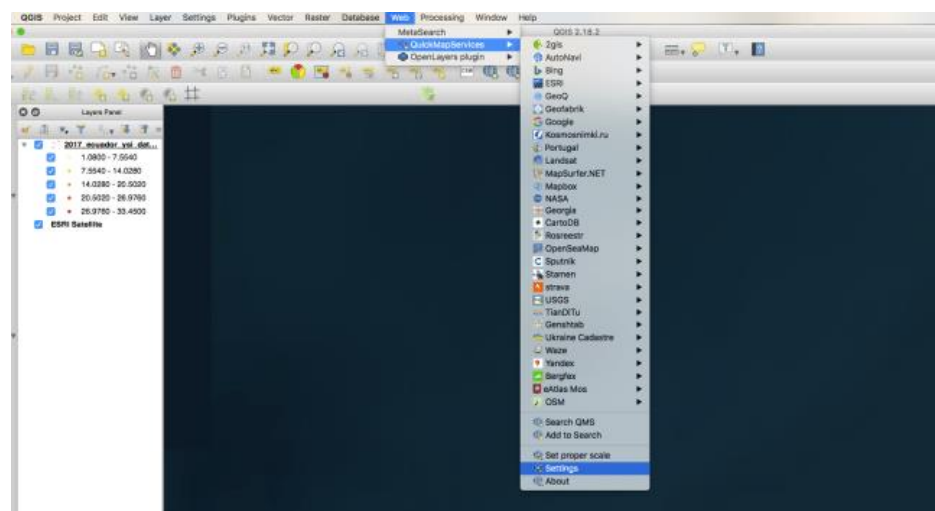 QGIS Project Edit View Layer Settings Plugins Vector Raster Database Web Processing Window Help
QGIS 2.18.2
MetaSearch
QuickMapServices
OpenLayers plugin
2gis
AutoNavi
Bing
ESRI
GeoQ
Geofabrik
Google
Kosmosnimki.ru
Portugal
Landsat
MapSurfer.NET
Mapbox
NASA
Georgia
CartoDB
Rosreestr
OpenSeaMap
Sputnik
Stamen
strava
USGS
TianDiTu
Genshtab
Ukraine Cadastre
Waze
Yandex
Bergfex
eAtlas Mos
OSM
Search QMS
Add to Search
Set proper scale
Settings
About
Layers Panel
2017_ecuador_ysi_dat...
1.0800 - 7.5540
7.5540 - 14.0280
14.0280 - 20.5020
20.5020 - 26.9760
26.9760 - 33.4500
ESRI Satellite